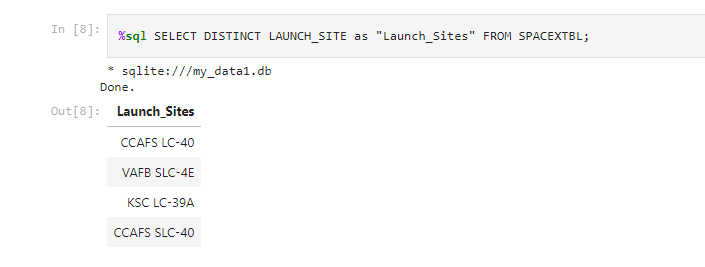 In [8]: %sql SELECT DISTINCT LAUNCH_SITE as "Launch_Sites" FROM SPACEXTBL;
* sqlite:///my_data1.db
Done.
Out[8]: Launch_Sites
CCAFS LC-40
VAFB SLC-4E
KSC LC-39A
CCAFS SLC-40